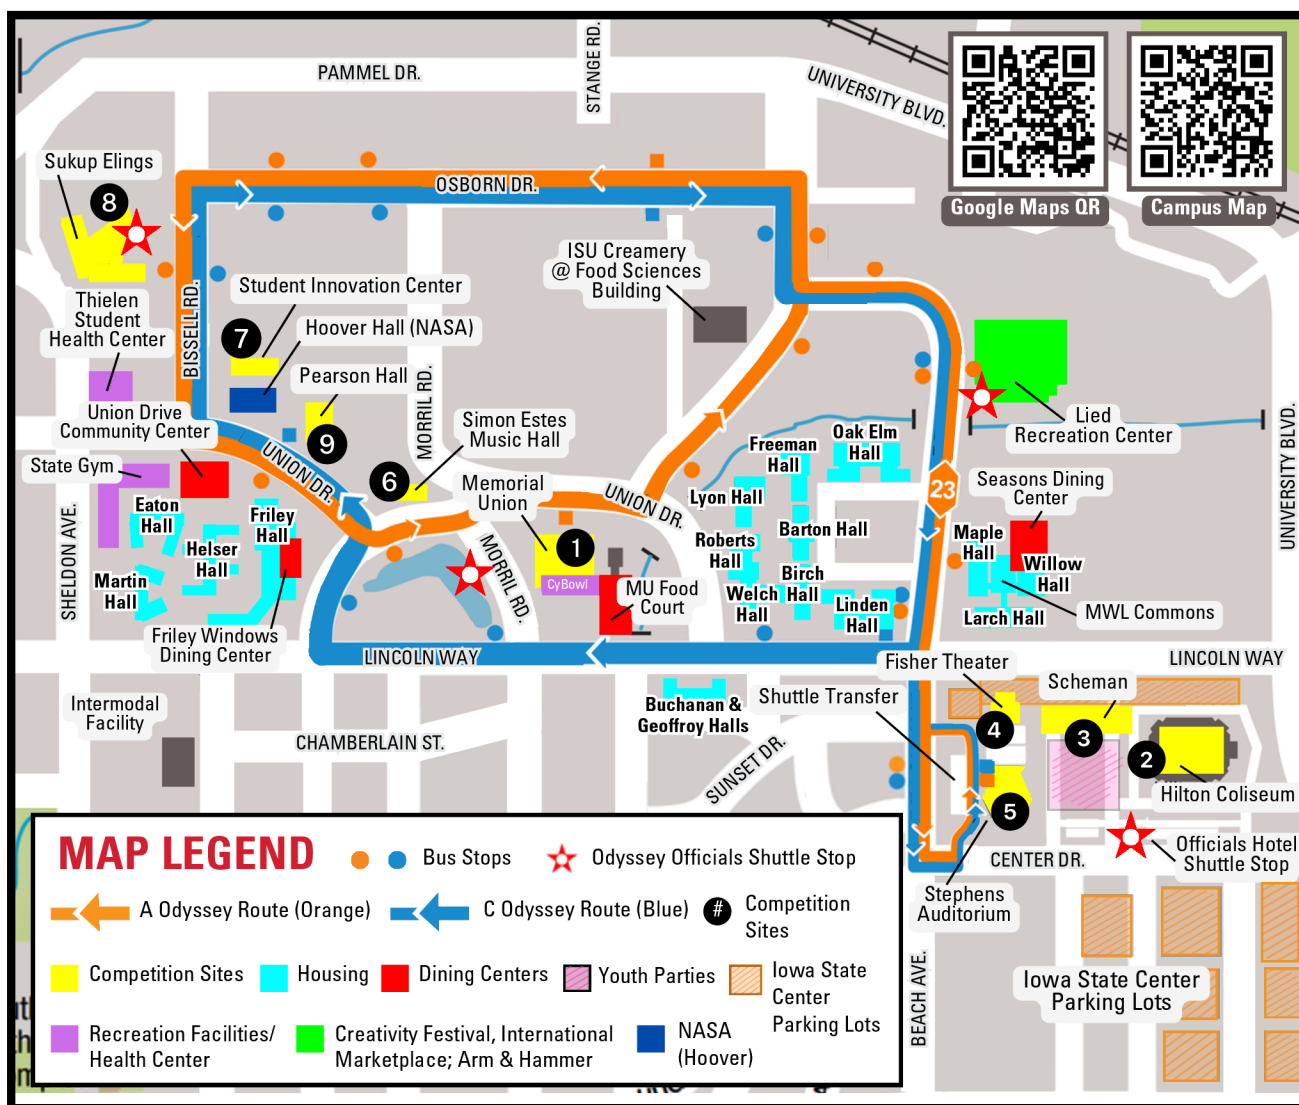 PAMMEL DR.
STANGE RD.
UNIVERSITY BLVD.
Google Maps QR
Campus Map
Sukup Elings
8
OSBORN DR.
ISU Creamery
@ Food Sciences
Building
Thielen
Student
Health Center
BISSELL RD.
Student Innovation Center
7
Hoover Hall (NASA)
Pearson Hall
9
MORRIL RD.
Union Drive
Community Center
State Gym
UNION DR.
Simon Estes
Music Hall
6
Memorial
Union
1
CyBowl
MU Food
Court
UNION DR.
MORRIL RD.
Lied
Recreation Center
UNIVERSITY BLVD.
Freeman
Hall
Oak Elm
Hall
Lyon Hall
Barton Hall
Roberts
Hall
Birch
Hall
Welch
Hall
Linden
Hall
23
Seasons Dining
Center
Maple
Hall
Willow
Hall
MWL Commons
Larch Hall
SHELDON AVE.
Eaton
Hall
Friley
Hall
Helser
Hall
Martin
Hall
Friley Windows
Dining Center
LINCOLN WAY
LINCOLN WAY
Intermodal
Facility
CHAMBERLAIN ST.
Buchanan &
Geoffroy Halls
SUNSET DR.
Shuttle Transfer
Fisher Theater
4
Scheman
3
2
Hilton Coliseum
5
Officials Hotel
Shuttle Stop
CENTER DR.
Stephens
Auditorium
BEACH AVE.
Iowa State Center
Parking Lots
MAP LEGEND
Bus Stops
Odyssey Officials Shuttle Stop
A Odyssey Route (Orange)
C Odyssey Route (Blue)
#
Competition
Sites
Competition Sites
Housing
Dining Centers
Youth Parties
Iowa State
Center
Parking Lots
Recreation Facilities/
Health Center
Creativity Festival, International
Marketplace; Arm & Hammer
NASA
(Hoover)